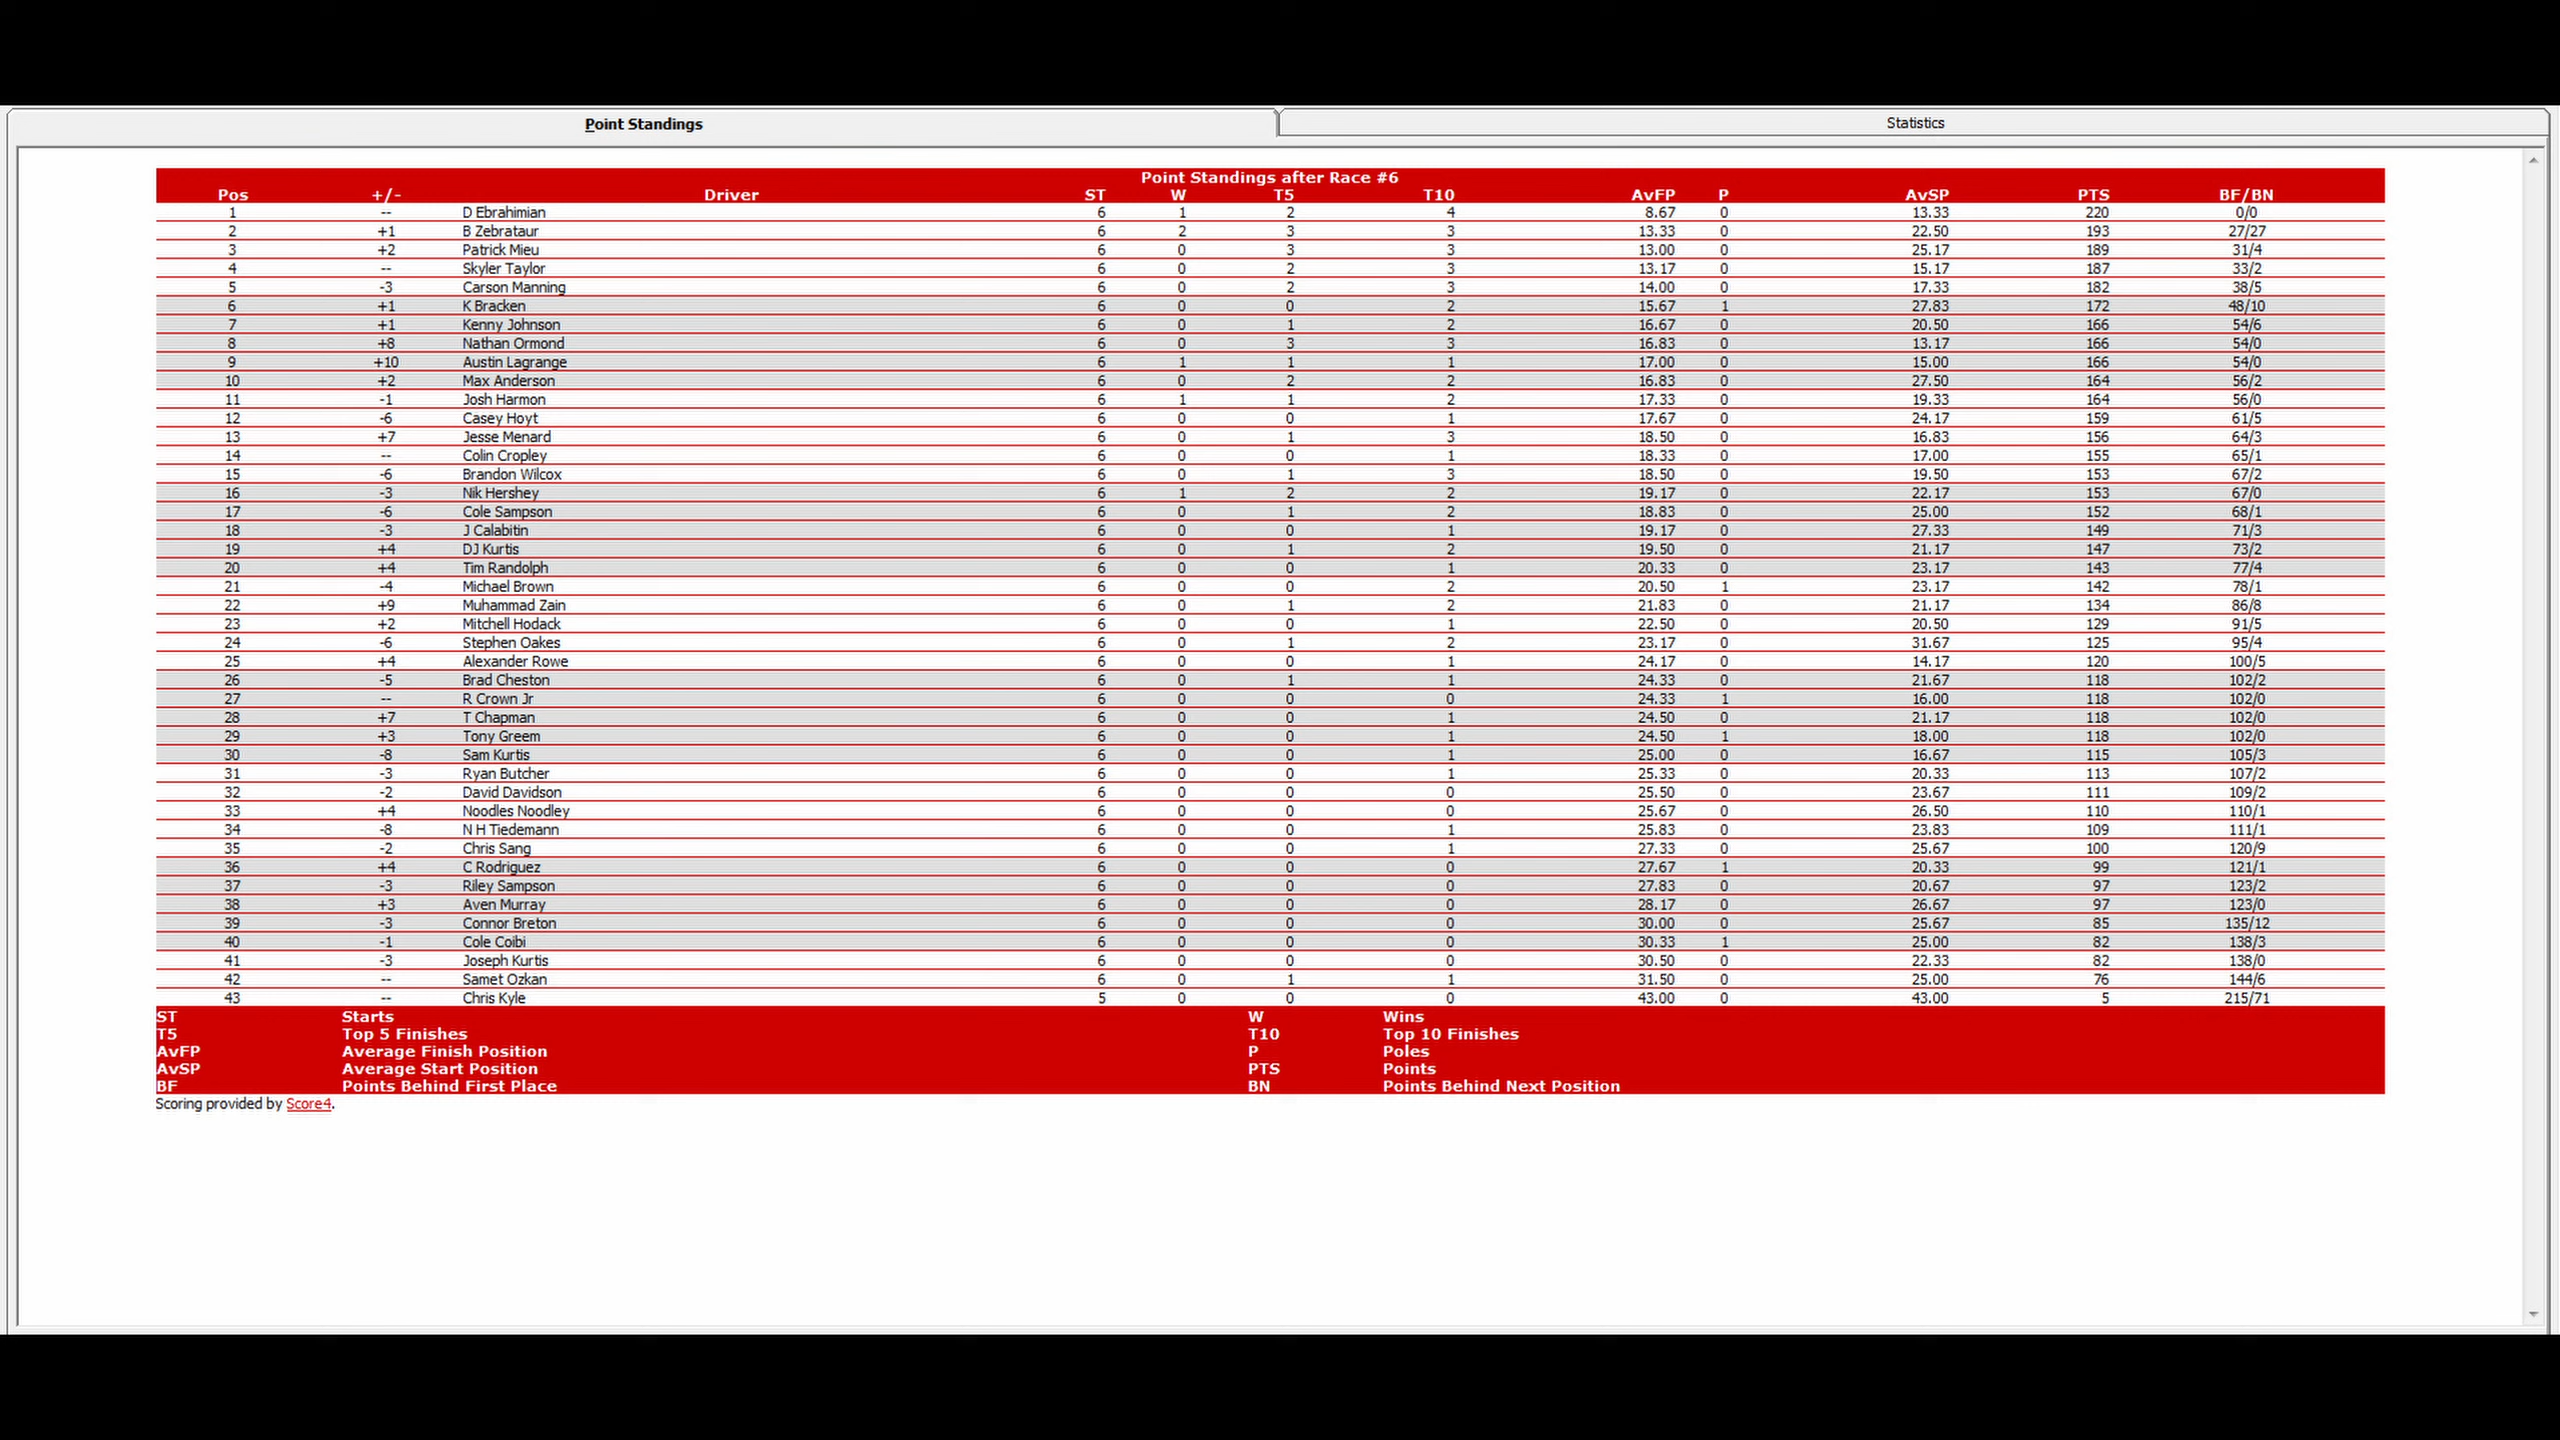 Point Standings Statistics
Point Standings after Race #6
Pos +/- Driver ST W T5 T10 AvFP P AvSP PTS BF/BN
1 -- D Ebrahimian 6 1 2 4 8.67 0 13.33 220 0/0
2 +1 B Zebrataur 6 2 3 3 13.33 0 22.50 193 27/27
3 +2 Patrick Mieu 6 0 3 3 13.00 0 25.17 189 31/4
4 -- Skyler Taylor 6 0 2 3 13.17 0 15.17 187 33/2
5 -3 Carson Manning 6 0 2 3 14.00 0 17.33 182 38/5
6 +1 K Bracken 6 0 0 2 15.67 1 27.83 172 48/10
7 +1 Kenny Johnson 6 0 1 2 16.67 0 20.50 166 54/6
8 +8 Nathan Ormond 6 0 3 3 16.83 0 13.17 166 54/0
9 +10 Austin Lagrange 6 1 1 1 17.00 0 15.00 166 54/0
10 +2 Max Anderson 6 0 2 2 16.83 0 27.50 164 56/2
11 -1 Josh Harmon 6 1 1 2 17.33 0 19.33 164 56/0
12 -6 Casey Hoyt 6 0 0 1 17.67 0 24.17 159 61/5
13 +7 Jesse Menard 6 0 1 3 18.50 0 16.83 156 64/3
14 -- Colin Cropley 6 0 0 1 18.33 0 17.00 155 65/1
15 -6 Brandon Wilcox 6 0 1 3 18.50 0 19.50 153 67/2
16 -3 Nik Hershey 6 1 2 2 19.17 0 22.17 153 67/0
17 -6 Cole Sampson 6 0 1 2 18.83 0 25.00 152 68/1
18 -3 J Calabitin 6 0 0 1 19.17 0 27.33 149 71/3
19 +4 DJ Kurtis 6 0 1 2 19.50 0 21.17 147 73/2
20 +4 Tim Randolph 6 0 0 1 20.33 0 23.17 143 77/4
21 -4 Michael Brown 6 0 0 2 20.50 1 23.17 142 78/1
22 +9 Muhammad Zain 6 0 1 2 21.83 0 21.17 134 86/8
23 +2 Mitchell Hodack 6 0 0 1 22.50 0 20.50 129 91/5
24 -6 Stephen Oakes 6 0 1 2 23.17 0 31.67 125 95/4
25 +4 Alexander Rowe 6 0 0 1 24.17 0 14.17 120 100/5
26 -5 Brad Cheston 6 0 1 1 24.33 0 21.67 118 102/2
27 -- R Crown Jr 6 0 0 0 24.33 1 16.00 118 102/0
28 +7 T Chapman 6 0 0 1 24.50 0 21.17 118 102/0
29 +3 Tony Greem 6 0 0 1 24.50 1 18.00 118 102/0
30 -8 Sam Kurtis 6 0 0 1 25.00 0 16.67 115 105/3
31 -3 Ryan Butcher 6 0 0 1 25.33 0 20.33 113 107/2
32 -2 David Davidson 6 0 0 0 25.50 0 23.67 111 109/2
33 +4 Noodles Noodley 6 0 0 0 25.67 0 26.50 110 110/1
34 -8 N H Tiedemann 6 0 0 1 25.83 0 23.83 109 111/1
35 -2 Chris Sang 6 0 0 1 27.33 0 25.67 100 120/9
36 +4 C Rodriguez 6 0 0 0 27.67 1 20.33 99 121/1
37 -3 Riley Sampson 6 0 0 0 27.83 0 20.67 97 123/2
38 +3 Aven Murray 6 0 0 0 28.17 0 26.67 97 123/0
39 -3 Connor Breton 6 0 0 0 30.00 0 25.67 85 135/12
40 -1 Cole Coibi 6 0 0 0 30.33 1 25.00 82 138/3
41 -3 Joseph Kurtis 6 0 0 0 30.50 0 22.33 82 138/0
42 -- Samet Ozkan 6 0 1 1 31.50 0 25.00 76 144/6
43 -- Chris Kyle 5 0 0 0 43.00 0 43.00 5 215/71
ST Starts W Wins
T5 Top 5 Finishes T10 Top 10 Finishes
AvFP Average Finish Position P Poles
AvSP Average Start Position PTS Points
BF Points Behind First Place BN Points Behind Next Position
Scoring provided by Score4.